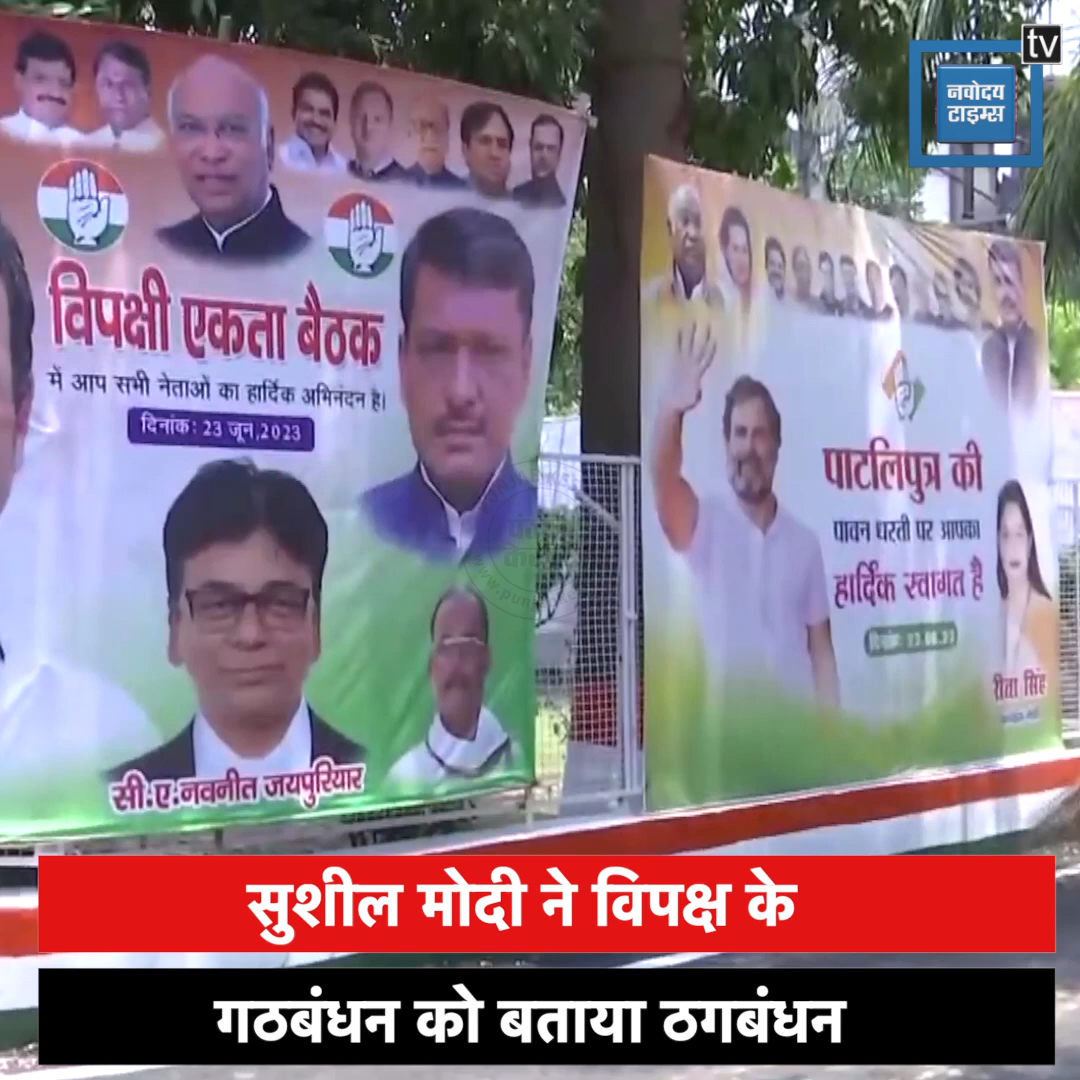 tv
नवोदय
टाइम्स
विपक्षी एकता बैठक
में आप सभी नेताओं का हार्दिक अभिनंदन है।
दिनांक: 23 जून,2023
सी.ए.नवनीत जयपुरियार
पाटलिपुत्र की
पावन धरती पर आपका
हार्दिक स्वागत है
रीता सिंह
सुशील मोदी ने विपक्ष के
गठबंधन को बताया ठगबंधन